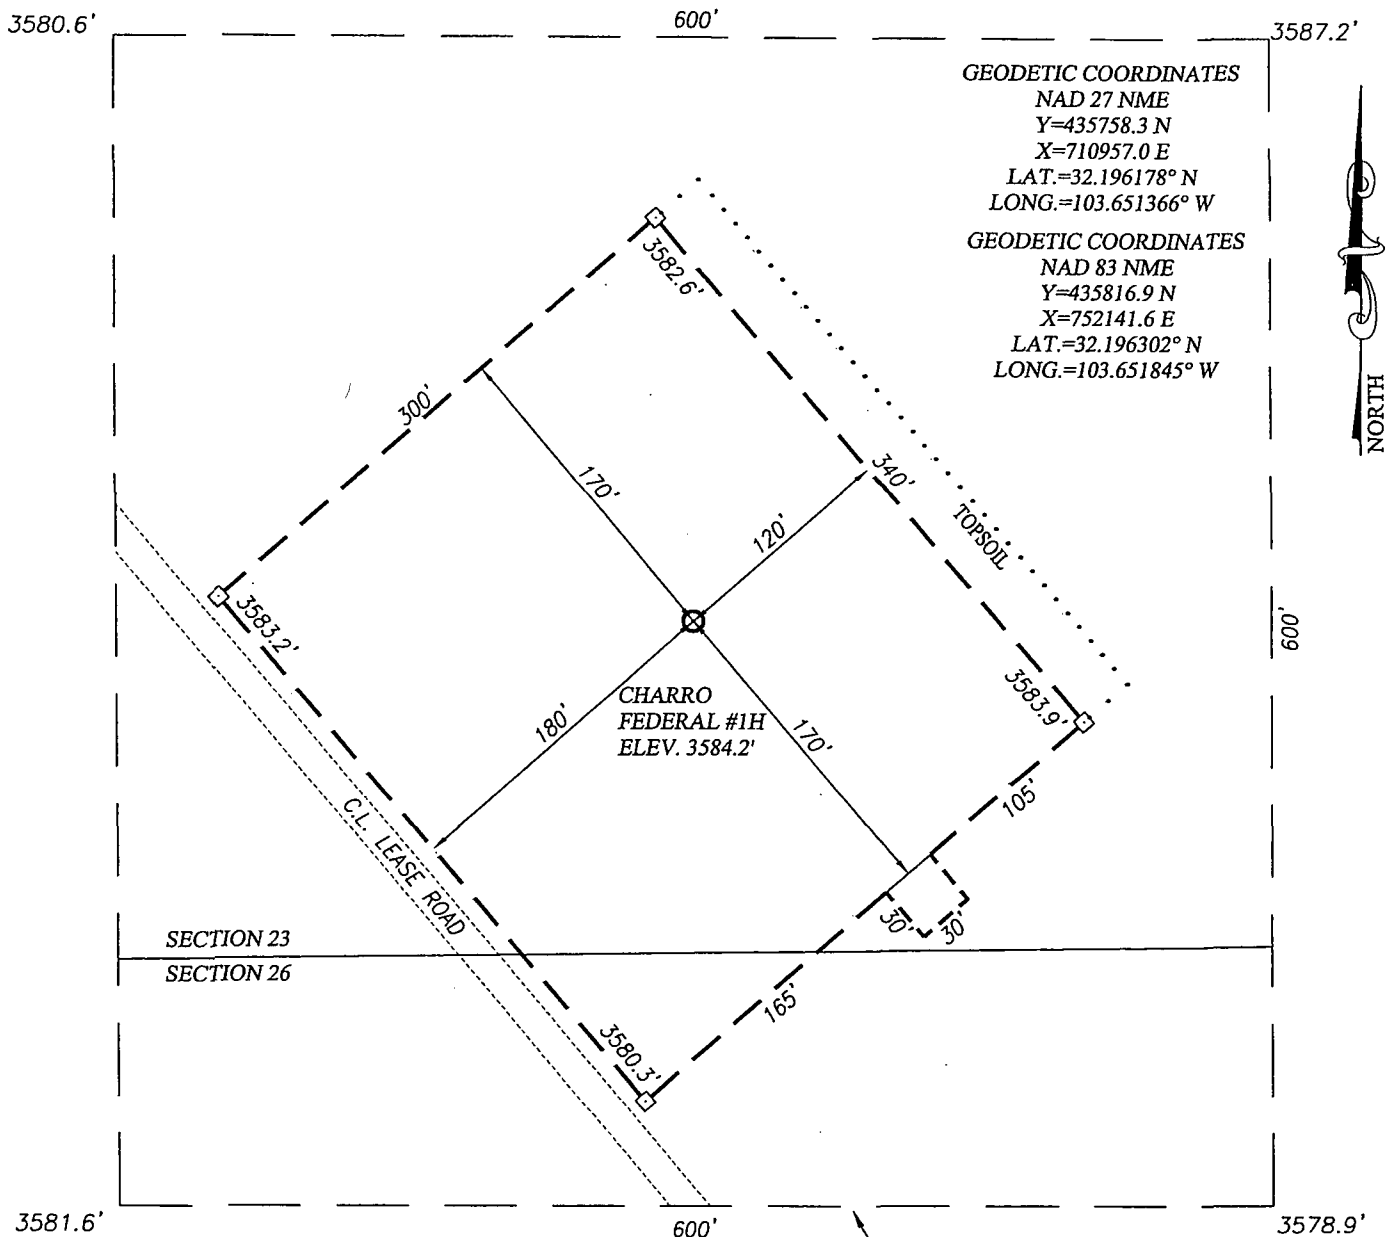 3580.6'
600'
3587.2'
GEODETIC COORDINATES
NAD 27 NME
Y=435758.3 N
X=710957.0 E
LAT.=32.196178° N
LONG.=103.651366° W
GEODETIC COORDINATES
NAD 83 NME
Y=435816.9 N
X=752141.6 E
LAT.=32.196302° N
LONG.=103.651845° W
NORTH
3582.6'
300'
170'
340'
120'
TOPSOIL
3583.2'
600'
CHARRO
FEDERAL #1H
ELEV. 3584.2'
180'
170'
3583.9'
105'
C.L. LEASE ROAD
30'
30'
SECTION 23
SECTION 26
165'
3580.3'
3581.6'
600'
3578.9'